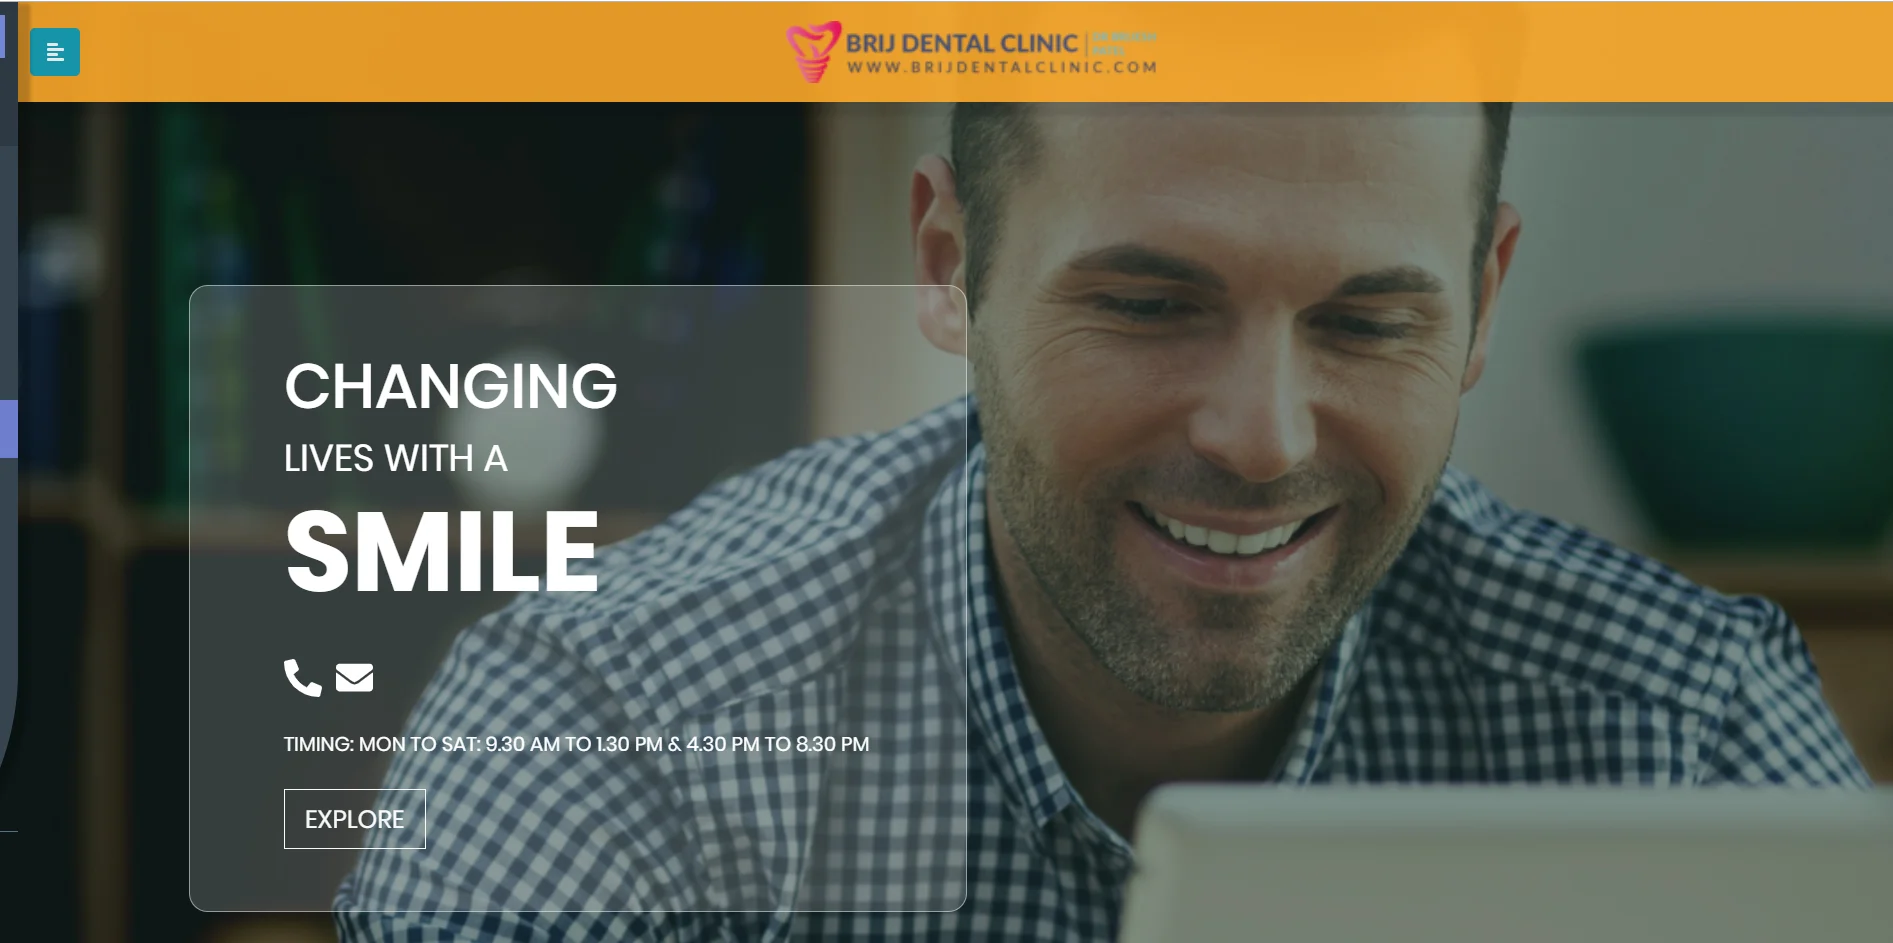 BRIJ DENTAL CLINIC
WWW.BRIJDENTALCLINIC.COM
CHANGING
LIVES WITH A
SMILE
TIMING: MON TO SAT: 9.30 AM TO 1.30 PM & 4.30 PM TO 8.30 PM
EXPLORE